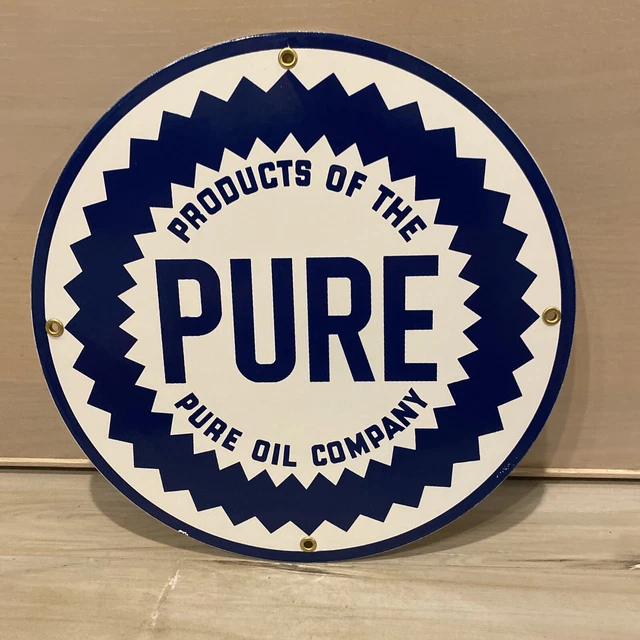 PRODUCTS OF THE
PURE
PURE OIL COMPANY